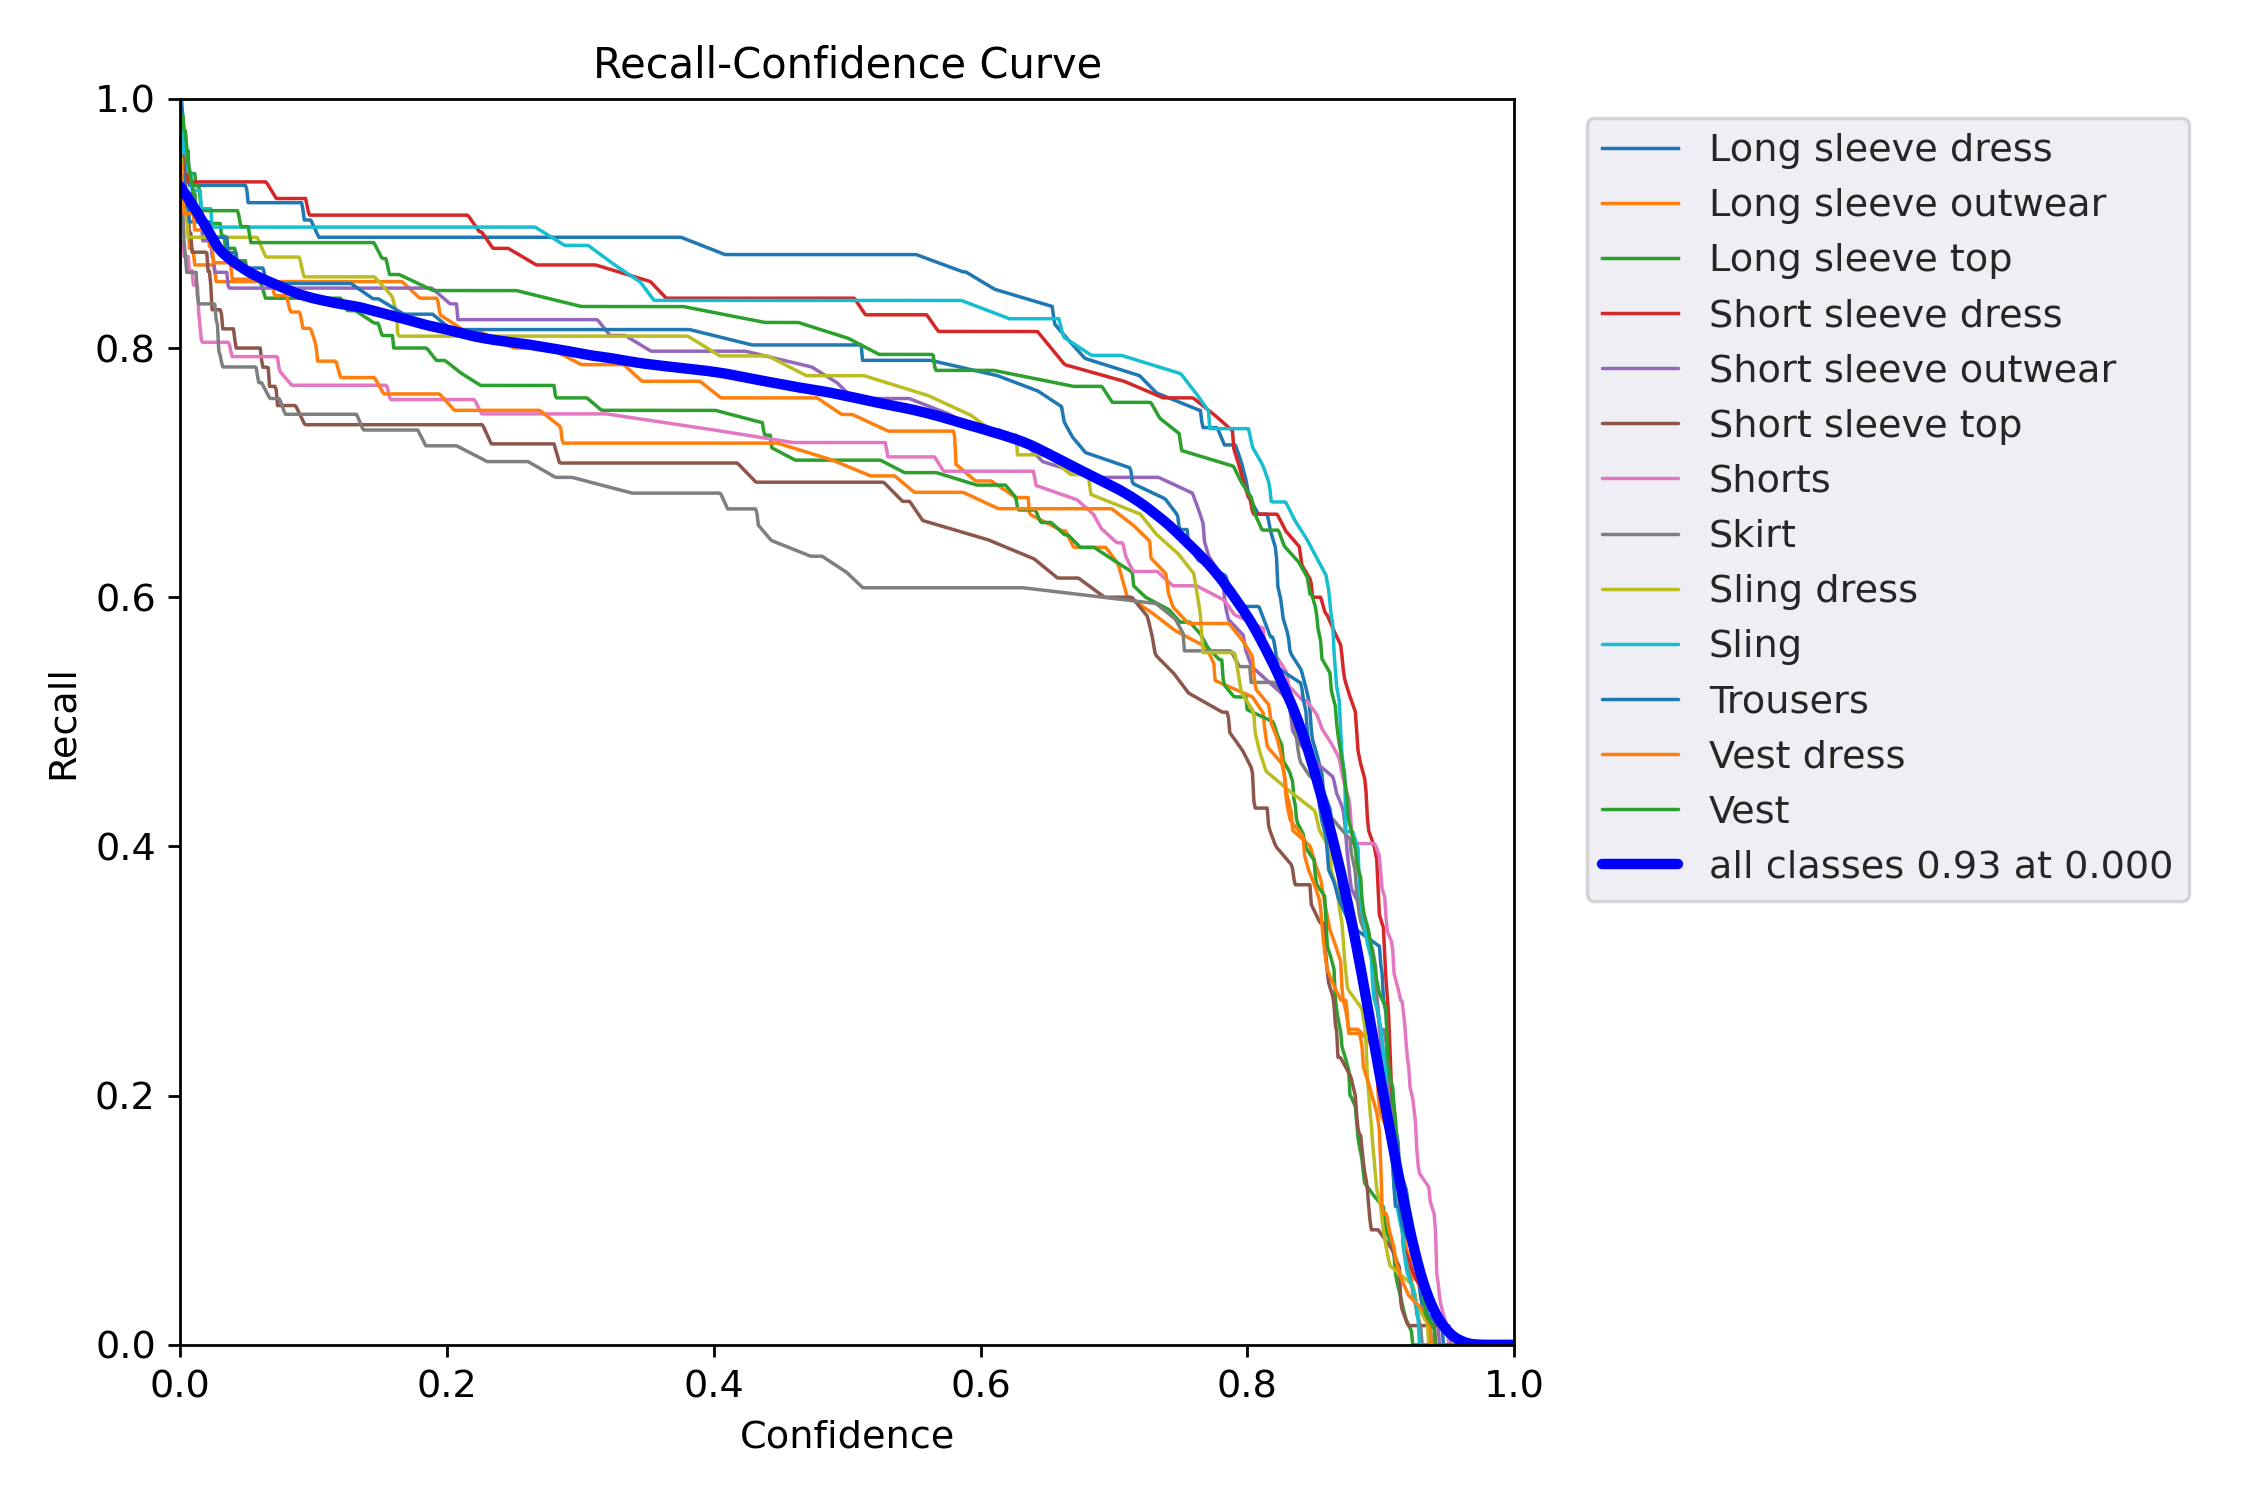 Recall-Confidence Curve
1.0
0.8
0.6
0.4
0.2
0.0
Recall
0.0 0.2 0.4 0.6 0.8 1.0
Confidence
Long sleeve dress
Long sleeve outwear
Long sleeve top
Short sleeve dress
Short sleeve outwear
Short sleeve top
Shorts
Skirt
Sling dress
Sling
Trousers
Vest dress
Vest
all classes 0.93 at 0.000